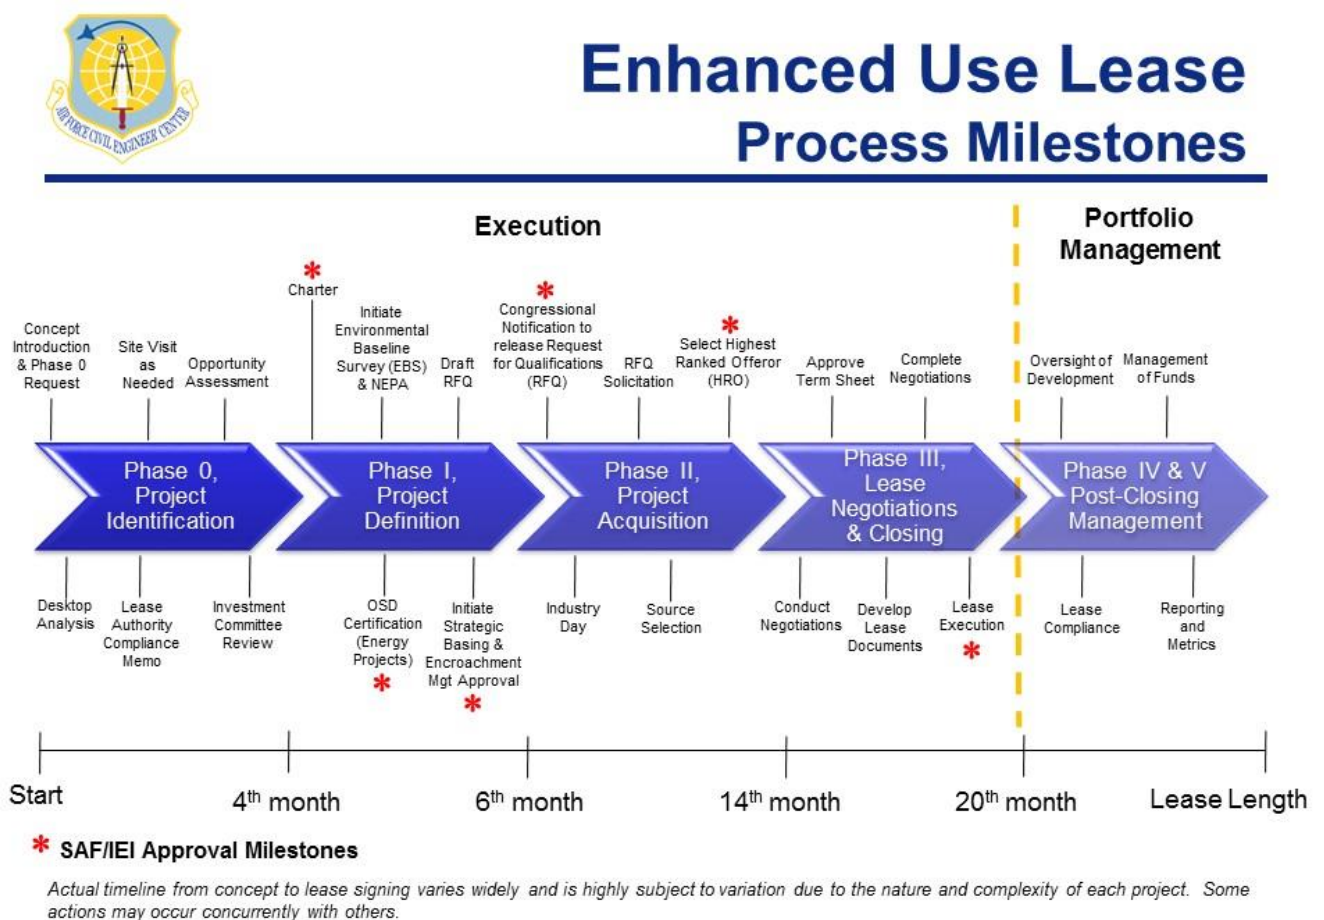 AIR FORCE CIVIL ENGINEER CENTER
Enhanced Use Lease
Process Milestones
Execution
Portfolio
Management
Concept
Introduction
& Phase 0
Request
Site Visit
as
Needed
Opportunity
Assessment
*
Charter
Initiate
Environmental
Baseline
Survey (EBS)
& NEPA
Draft
RFQ
*
Congressional
Notification to
release Request
for Qualifications
(RFQ)
RFQ
Solicitation
*
Select Highest
Ranked Offeror
(HRO)
Approve
Term Sheet
Complete
Negotiations
Oversight of
Development
Management
of Funds
Phase 0,
Project
Identification
Phase I,
Project
Definition
Phase II,
Project
Acquisition
Phase III,
Lease
Negotiations
& Closing
Phase IV & V
Post-Closing
Management
Desktop
Analysis
Lease
Authority
Compliance
Memo
Investment
Committee
Review
OSD
Certification
(Energy
Projects)
*
Initiate
Strategic
Basing &
Encroachment
Mgt Approval
*
Industry
Day
Source
Selection
Conduct
Negotiations
Develop
Lease
Documents
Lease
Execution
*
Lease
Compliance
Reporting
and
Metrics
Start
4th month
6th month
14th month
20th month
Lease Length
* SAF/IEI Approval Milestones
Actual timeline from concept to lease signing varies widely and is highly subject to variation due to the nature and complexity of each project. Some
actions may occur concurrently with others.